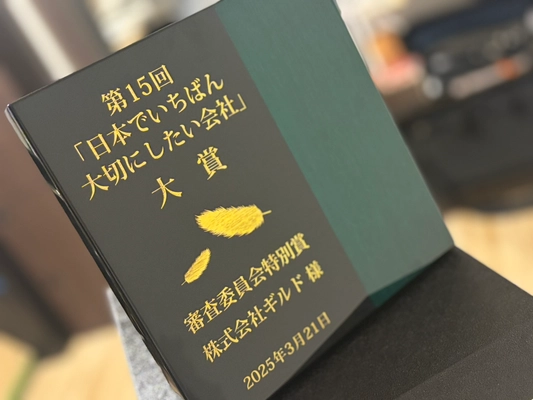 第15回
「日本でいちばん
大切にしたい会社」
大賞
審査委員会特別賞
株式会社ギルド 様
2025年3月21日